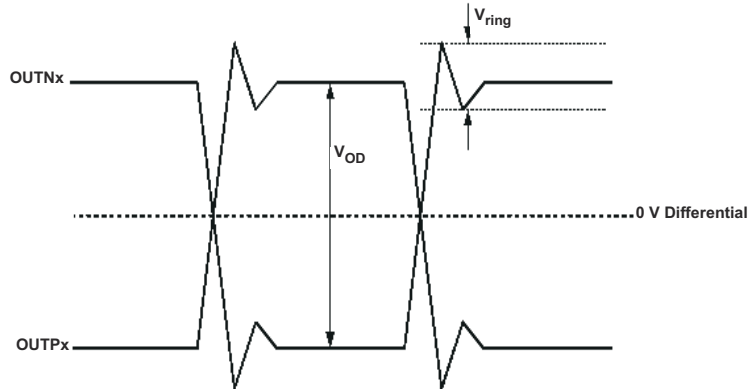 Vring
OUTNx
VOD
0 V Differential
OUTPx